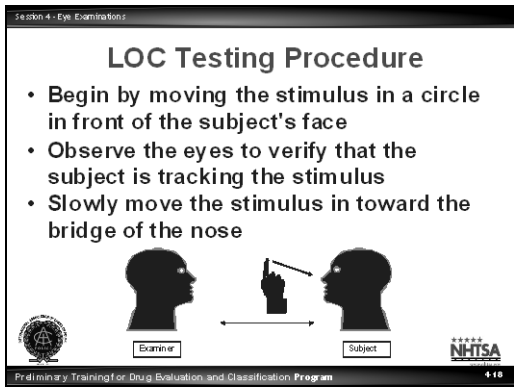 Session 4 - Eye Examinations
LOC Testing Procedure
• Begin by moving the stimulus in a circle
in front of the subject's face
• Observe the eyes to verify that the
subject is tracking the stimulus
• Slowly move the stimulus in toward the
bridge of the nose
Examiner
Subject
NHTSA
Preliminary Training for Drug Evaluation and Classification Program
4-18